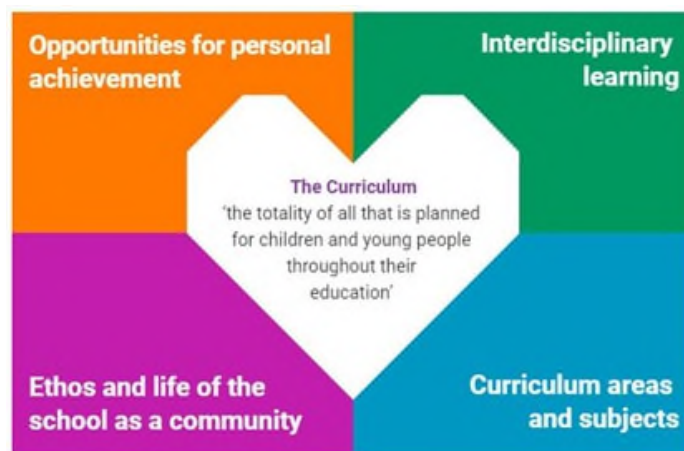 Opportunities for personal
achievement
Interdisciplinary
learning
The Curriculum
‘the totality of all that is planned
for children and young people
throughout their
education’
Ethos and life of the
school as a community
Curriculum areas
and subjects